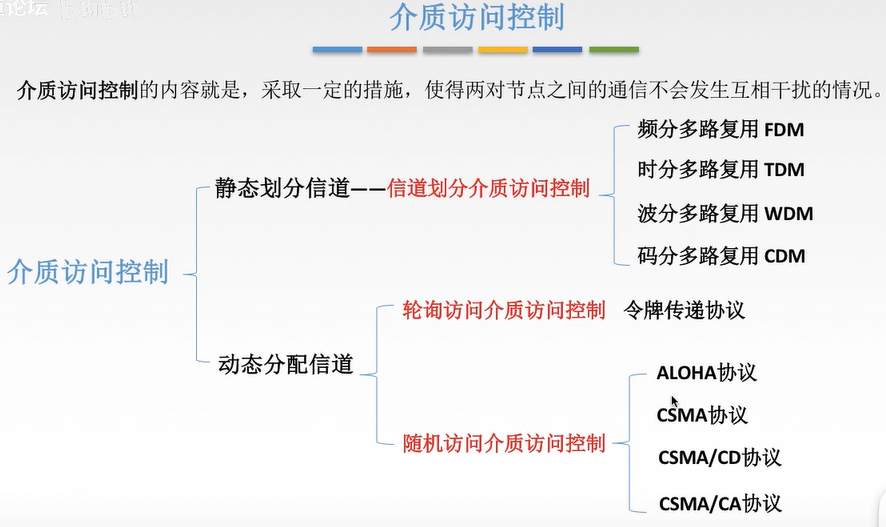 论坛
介质访问控制
介质访问控制的内容就是，采取一定的措施，使得两对节点之间的通信不会发生互相干扰的情况。
频分多路复用 FDM
时分多路复用 TDM
静态划分信道——信道划分介质访问控制
波分多路复用 WDM
码分多路复用 CDM
介质访问控制
轮询访问介质访问控制 令牌传递协议
动态分配信道
ALOHA协议
CSMA协议
随机访问介质访问控制
CSMA/CD协议
CSMA/CA协议